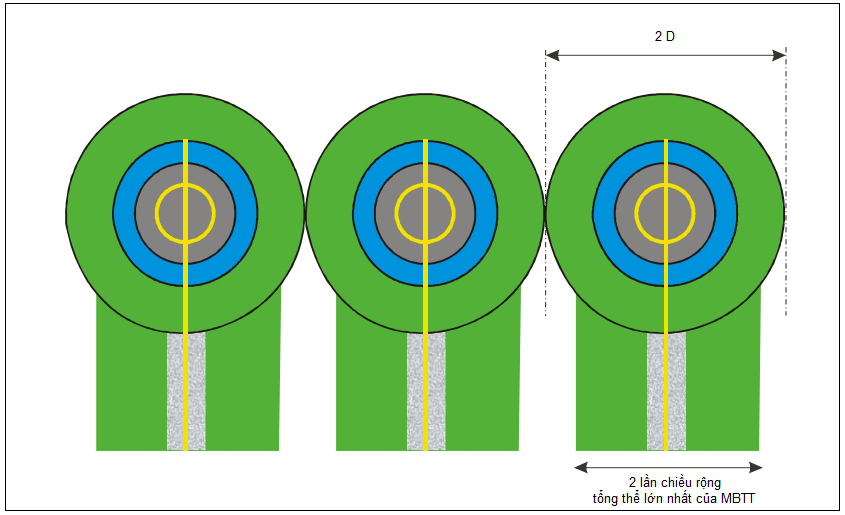 2 D
2 lần chiều rộng
tổng thể lớn nhất của MBTT